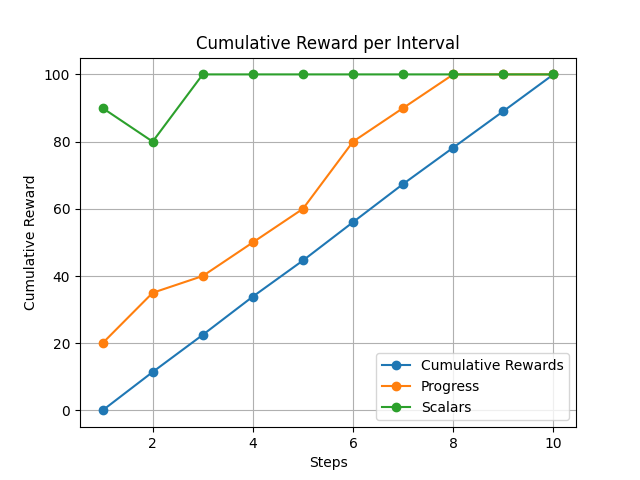 Cumulative Reward per Interval
Cumulative Reward
100
80
60
40
20
0
Cumulative Rewards
Progress
Scalars
2 4 6 8 10
Steps